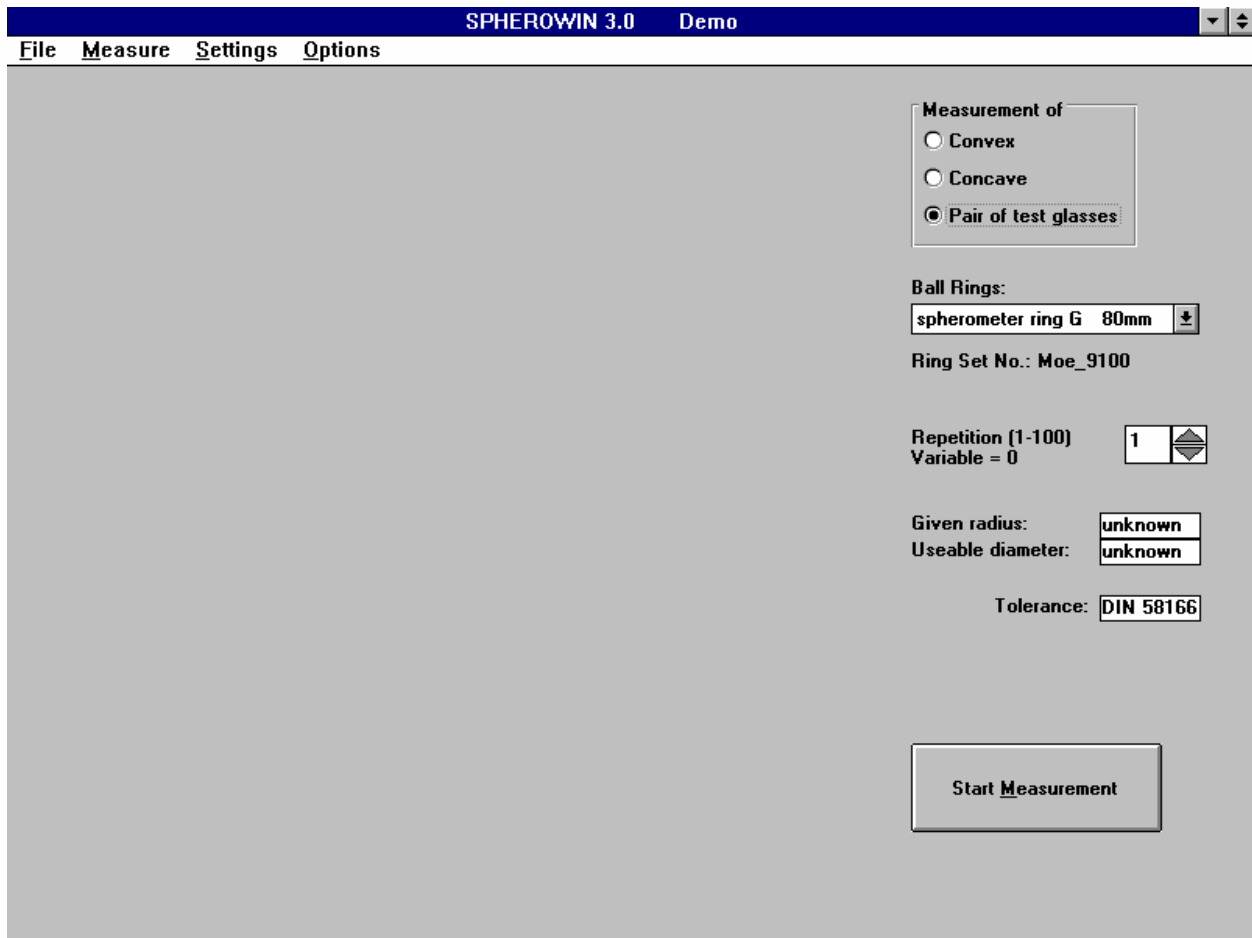 SPHEROWIN 3.0 Demo
File Measure Settings Options
Measurement of
Convex
Concave
Pair of test glasses
Ball Rings:
spherometer ring G 80mm
Ring Set No.: Moe_9100
Repetition (1-100) 1
Variable = 0
Given radius: unknown
Useable diameter: unknown
Tolerance: DIN 58166
Start Measurement